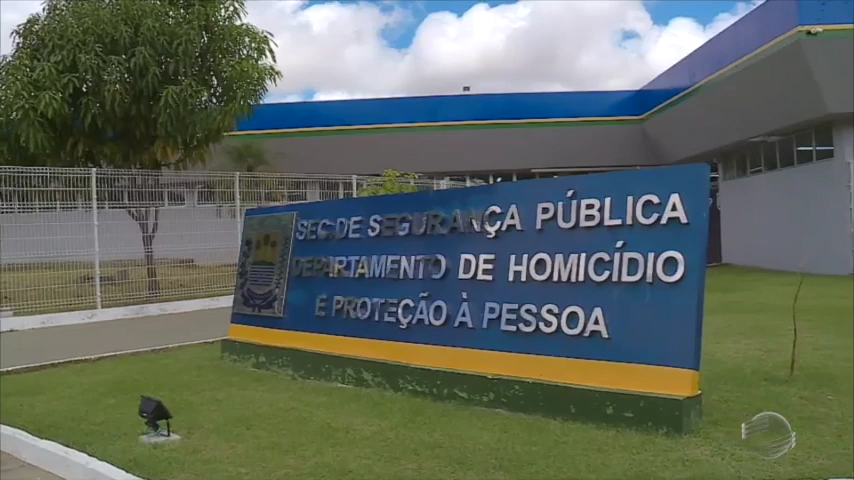 SEC.DE SEGURANÇA PÚBLICA
DEPARTAMENTO DE HOMICÍDIO
E PROTEÇÃO À PESSOA